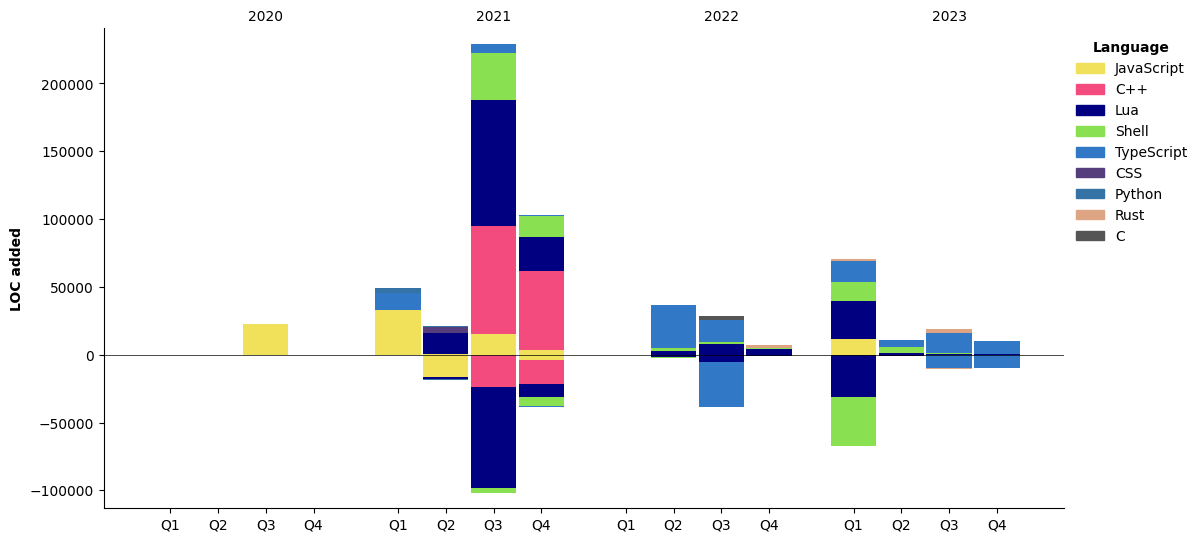 2020 2021 2022 2023
Language
JavaScript
C++
Lua
Shell
TypeScript
CSS
Python
Rust
C
LOC added
200000
150000
100000
50000
0
−50000
−100000
Q1 Q2 Q3 Q4 Q1 Q2 Q3 Q4 Q1 Q2 Q3 Q4 Q1 Q2 Q3 Q4